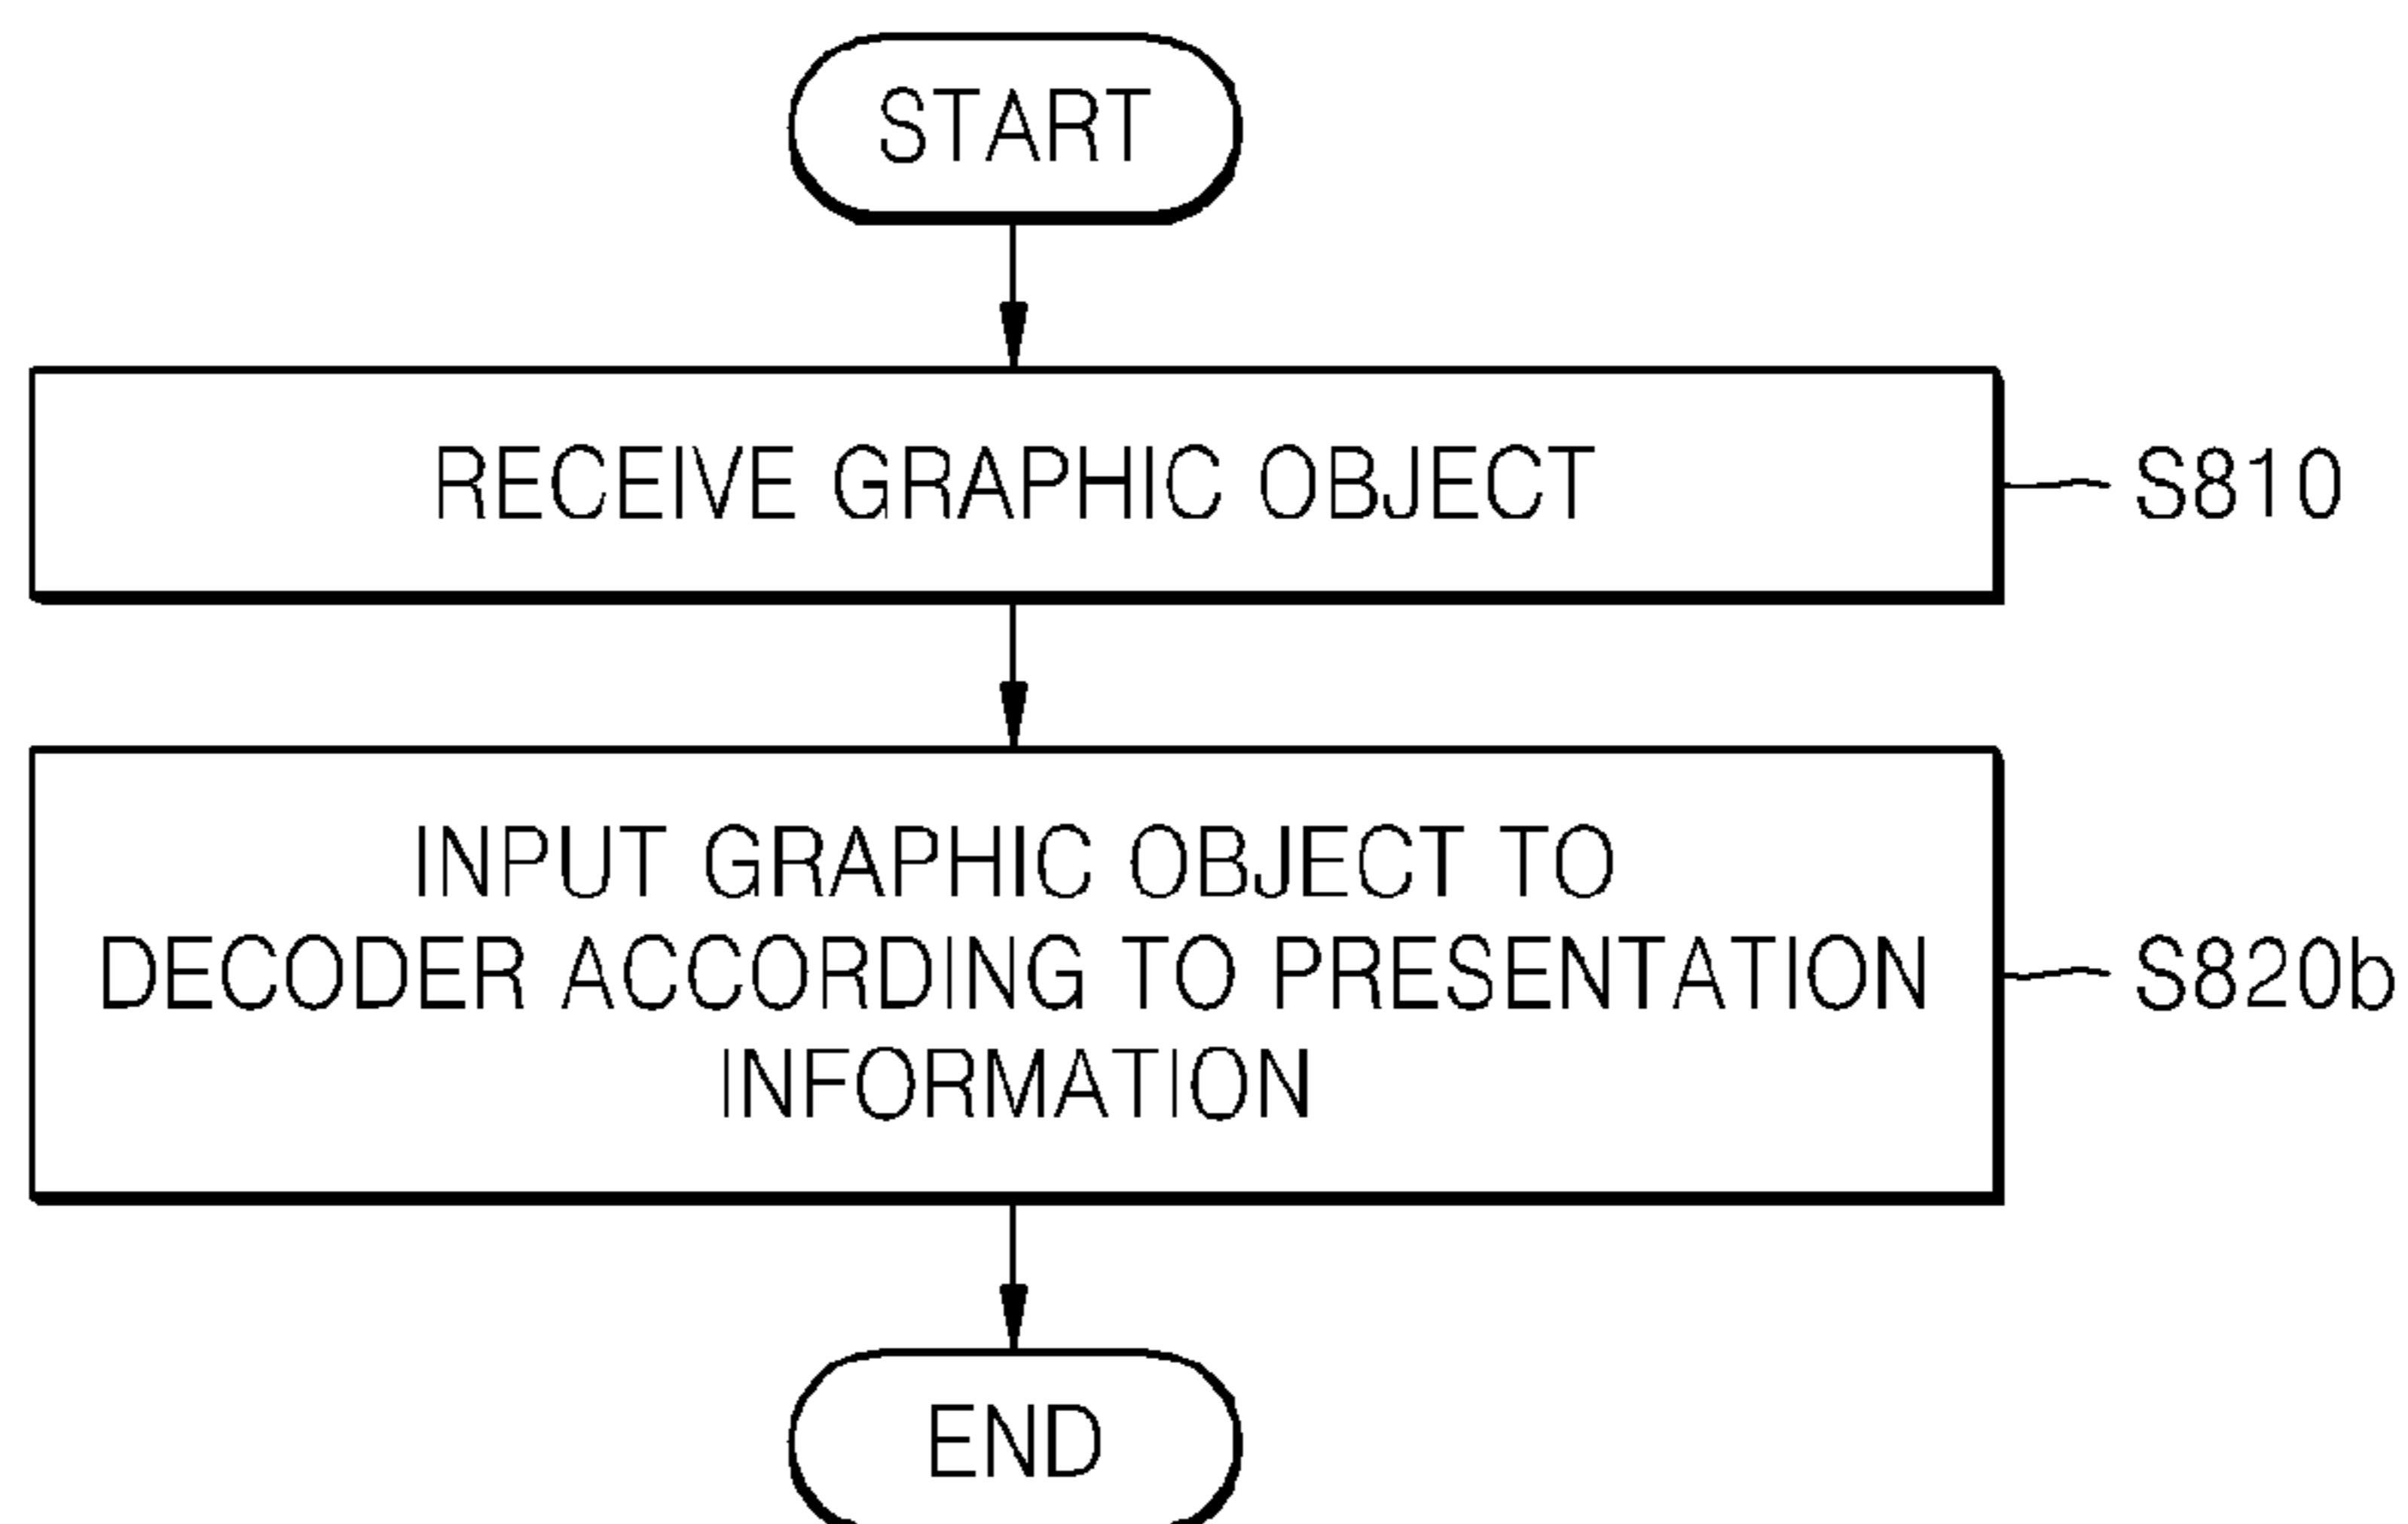 START
RECEIVE GRAPHIC OBJECT
S810
INPUT GRAPHIC OBJECT TO
DECODER ACCORDING TO PRESENTATION
INFORMATION
S820b
END